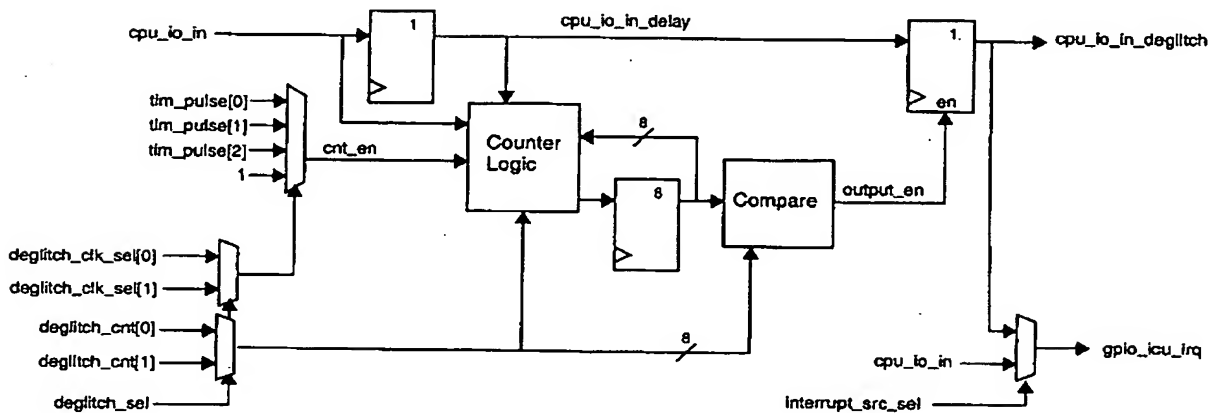 cpu_io_in
1
cpu_io_in_delay
1.
en
cpu_io_in_deglitch
tim_pulse[0]
tim_pulse[1]
tim_pulse[2]
1
cnt_en
Counter
Logic
8
8
Compare
output_en
deglitch_clk_sel[0]
deglitch_clk_sel[1]
deglitch_cnt[0]
deglitch_cnt[1]
8
deglitch_sel
cpu_io_in
gpio_icu_irq
interrupt_src_sel